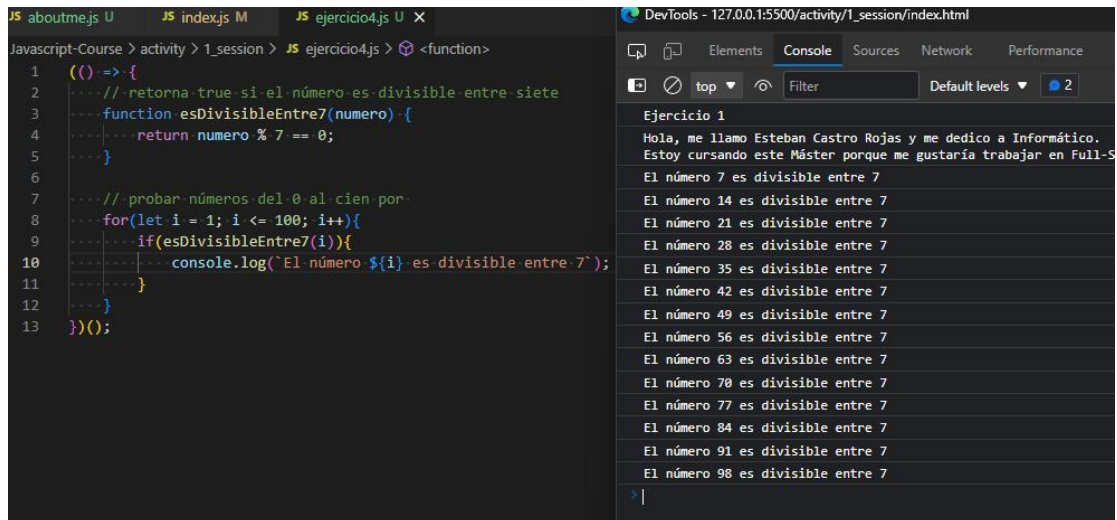 JS aboutme.js U JS index.js M JS ejercicio4.js U X
Javascript-Course > activity > 1_session > JS ejercicio4.js > <function>
1 (() => {
2 // retorna true si el número es divisible entre siete
3 function esDivisibleEntre7(numero) {
4 return numero % 7 == 0;
5 }
6
7 // probar números del 0 al cien por
8 for(let i = 1; i <= 100; i++){
9 if(esDivisibleEntre7(i)){
10 console.log(`El número ${i} es divisible entre 7`);
11 }
12 }
13 })();
DevTools - 127.0.0.1:5500/activity/1_session/index.html
Elements Console Sources Network Performance
top Filter Default levels 2
Ejercicio 1
Hola, me llamo Esteban Castro Rojas y me dedico a Informático.
Estoy cursando este Máster porque me gustaría trabajar en Full-S
El número 7 es divisible entre 7
El número 14 es divisible entre 7
El número 21 es divisible entre 7
El número 28 es divisible entre 7
El número 35 es divisible entre 7
El número 42 es divisible entre 7
El número 49 es divisible entre 7
El número 56 es divisible entre 7
El número 63 es divisible entre 7
El número 70 es divisible entre 7
El número 77 es divisible entre 7
El número 84 es divisible entre 7
El número 91 es divisible entre 7
El número 98 es divisible entre 7
>